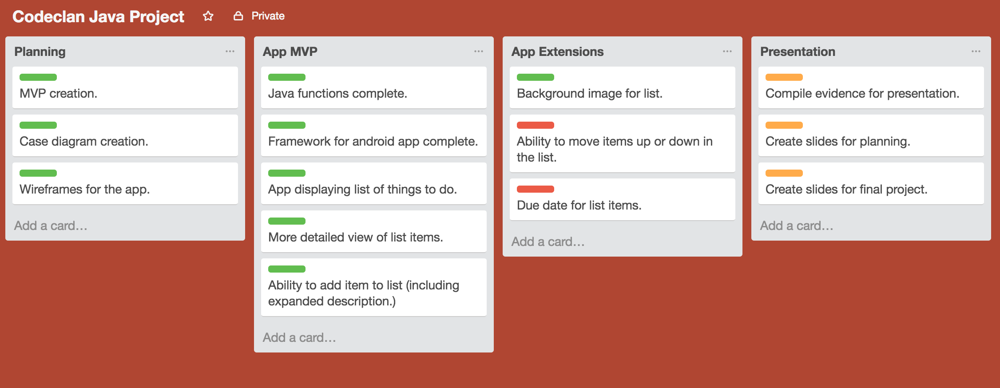 Codeclan Java Project
Private
Planning
MVP creation.
Case diagram creation.
Wireframes for the app.
Add a card…
App MVP
Java functions complete.
Framework for android app complete.
App displaying list of things to do.
More detailed view of list items.
Ability to add item to list (including
expanded description.)
Add a card…
App Extensions
Background image for list.
Ability to move items up or down in
the list.
Due date for list items.
Add a card…
Presentation
Compile evidence for presentation.
Create slides for planning.
Create slides for final project.
Add a card…